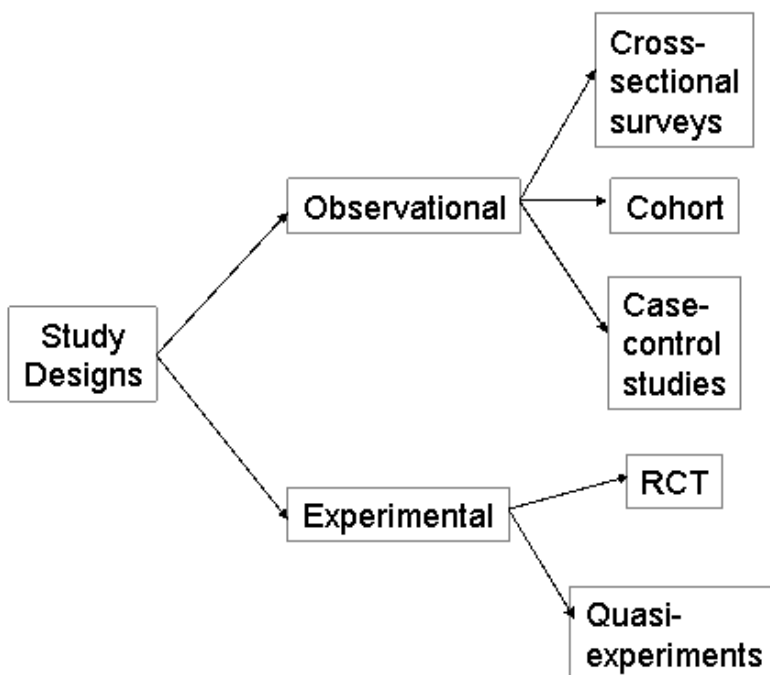 Cross-
sectional
surveys
Observational
Cohort
Case-
control
studies
Study
Designs
RCT
Experimental
Quasi-
experiments